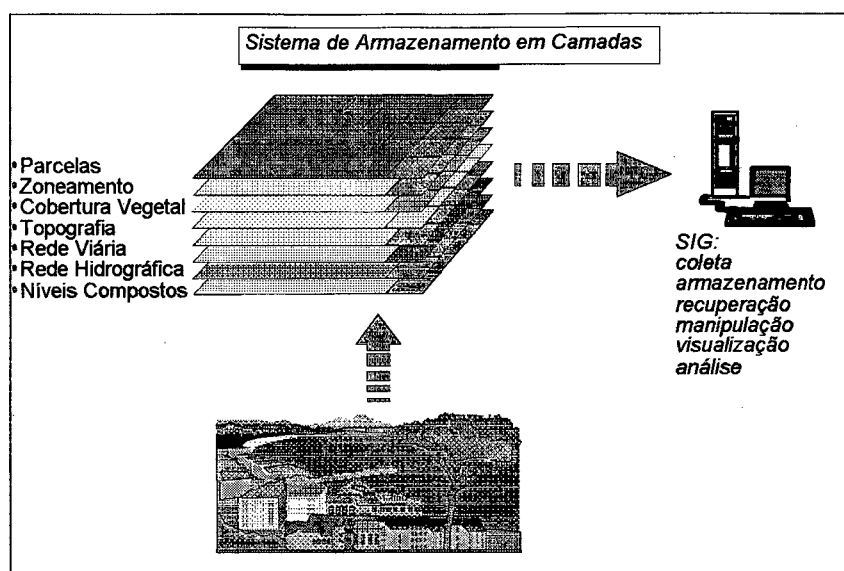 Sistema de Armazenamento em Camadas
•Parcelas
•Zoneamento
•Cobertura Vegetal
•Topografia
•Rede Viária
•Rede Hidrográfica
•Níveis Compostos
SIG:
coleta
armazenamento
recuperação
manipulação
visualização
análise